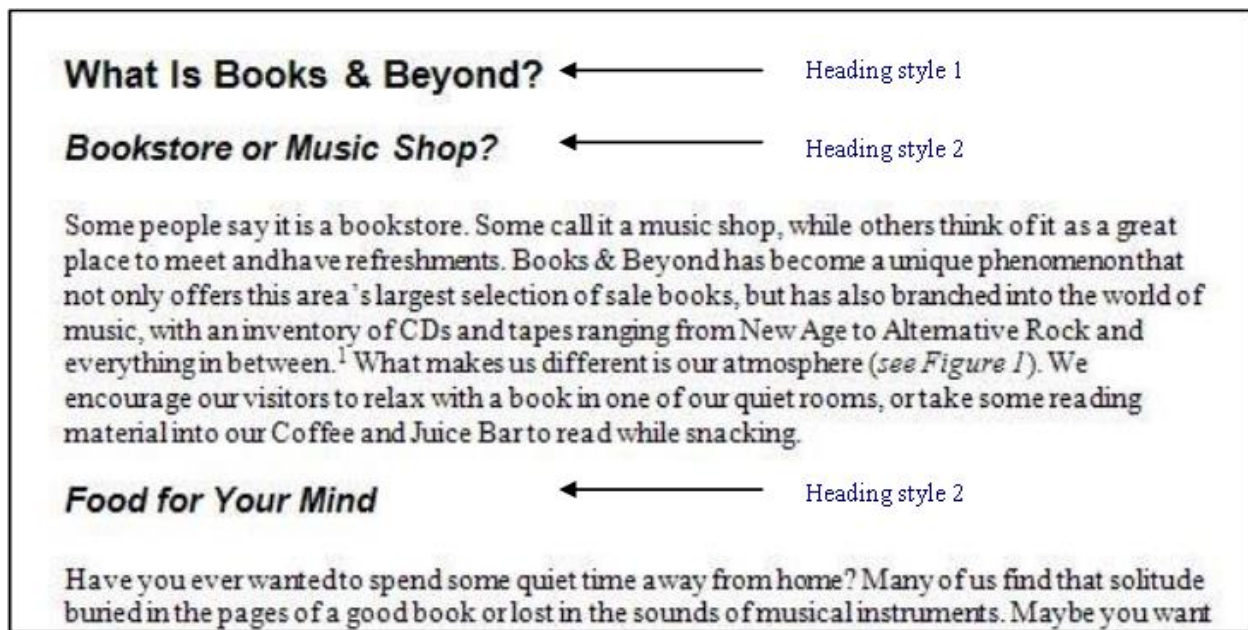 What Is Books & Beyond? Heading style 1
Bookstore or Music Shop? Heading style 2
Some people say it is a bookstore. Some call it a music shop, while others think of it as a great
place to meet and have refreshments. Books & Beyond has become a unique phenomenon that
not only offers this area's largest selection of sale books, but has also branched into the world of
music, with an inventory of CDs and tapes ranging from New Age to Alternative Rock and
everything in between.¹ What makes us different is our atmosphere (see Figure 1). We
encourage our visitors to relax with a book in one of our quiet rooms, or take some reading
material into our Coffee and Juice Bar to read while snacking.
Food for Your Mind Heading style 2
Have you ever wanted to spend some quiet time away from home? Many of us find that solitude
buried in the pages of a good book or lost in the sounds of musical instruments. Maybe you want